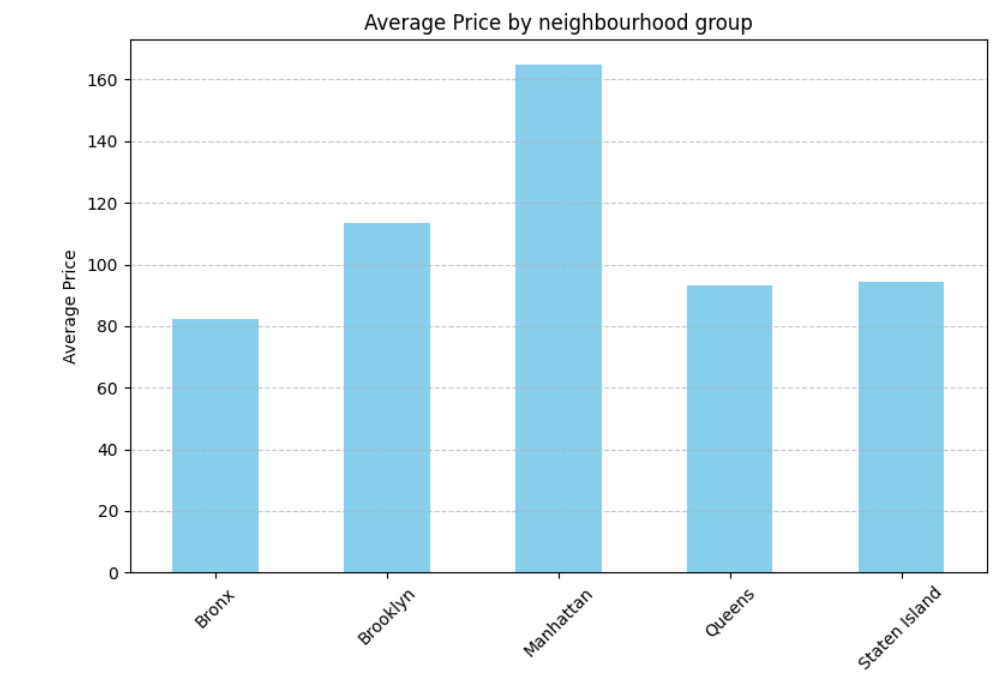 Average Price by neighbourhood group
Average Price
160
140
120
100
80
60
40
20
0
Bronx
Brooklyn
Manhattan
Queens
Staten Island